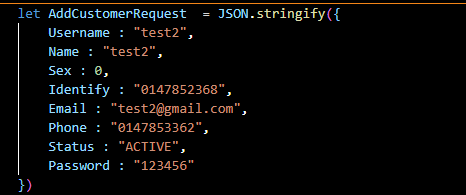 let AddCustomerRequest  = JSON.stringify({
    Username : "test2",
    Name : "test2",
    Sex : 0,
    Identify : "0147852368",
    Email : "test2@gmail.com",
    Phone : "0147853362",
    Status : "ACTIVE",
    Password : "123456"
})